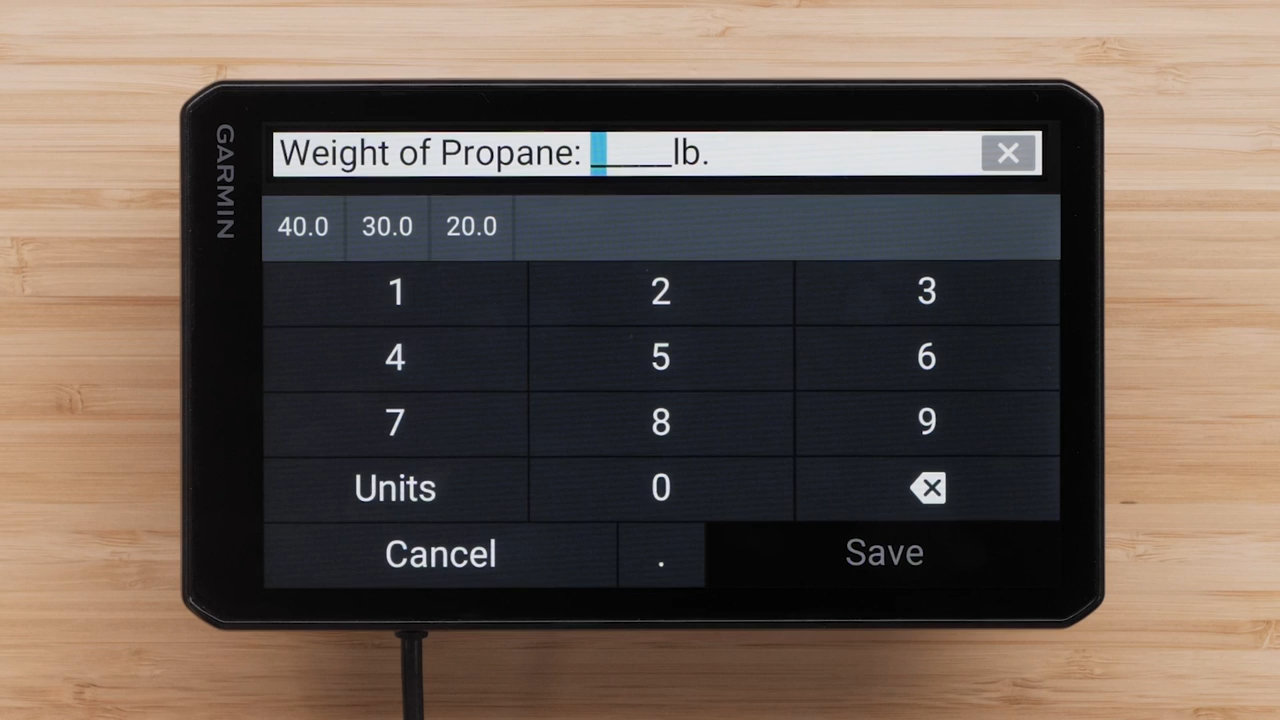 GARMIN
Weight of Propane: _____lb.
40.0 30.0 20.0
1 2 3
4 5 6
7 8 9
Units 0
Cancel . Save